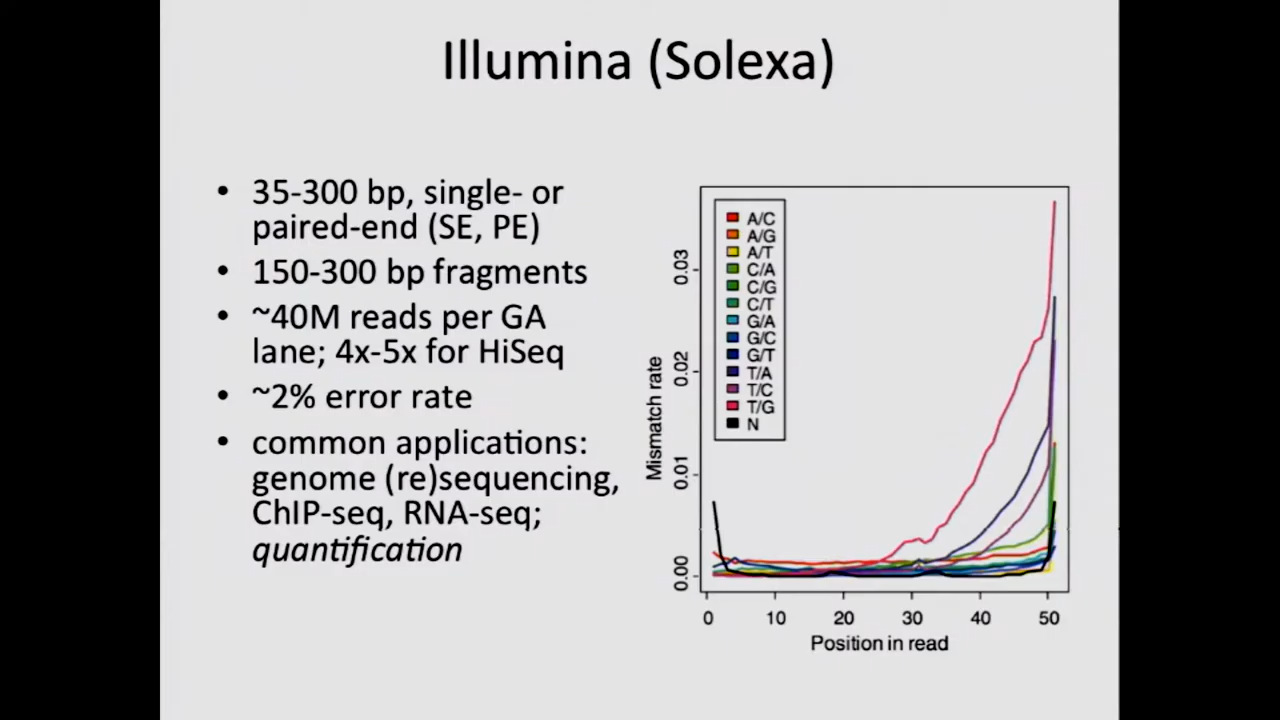 Illumina (Solexa)
• 35-300 bp, single- or
paired-end (SE, PE)
• 150-300 bp fragments
• ~40M reads per GA
lane; 4x-5x for HiSeq
• ~2% error rate
• common applications:
genome (re)sequencing,
ChIP-seq, RNA-seq;
quantification
A/C
A/G
A/T
C/A
C/G
C/T
G/A
G/C
G/T
T/A
T/C
T/G
N
Mismatch rate
0.03
0.02
0.01
0.00
0 10 20 30 40 50
Position in read